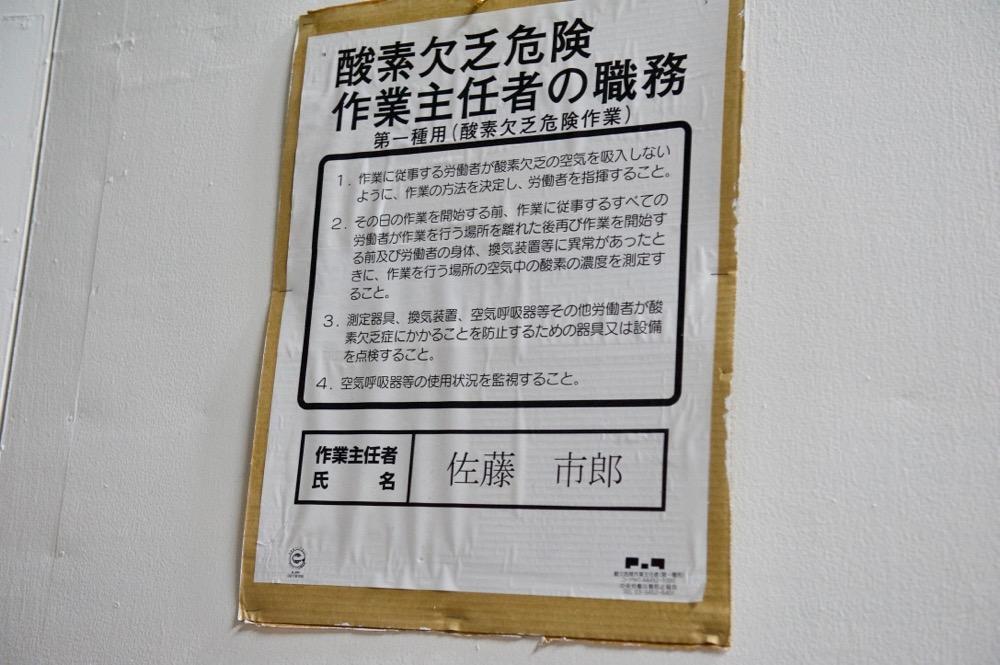 酸素欠乏危険
作業主任者の職務
第一種用(酸素欠乏危険作業)
1. 作業に従事する労働者が酸素欠乏の空気を吸入しない
ように、作業の方法を決定し、労働者を指揮すること。
2. その日の作業を開始する前、作業に従事するすべての
労働者が作業を行う場所を離れた後再び作業を開始す
る前及び労働者の身体、換気装置等に異常があったと
きに、作業を行う場所の空気中の酸素の濃度を測定す
ること。
3. 測定器具、換気装置、空気呼吸器等その他労働者が酸
素欠乏症にかかることを防止するための器具又は設備
を点検すること。
4. 空気呼吸器等の使用状況を監視すること。
作業主任者
氏 名
佐藤 市郎